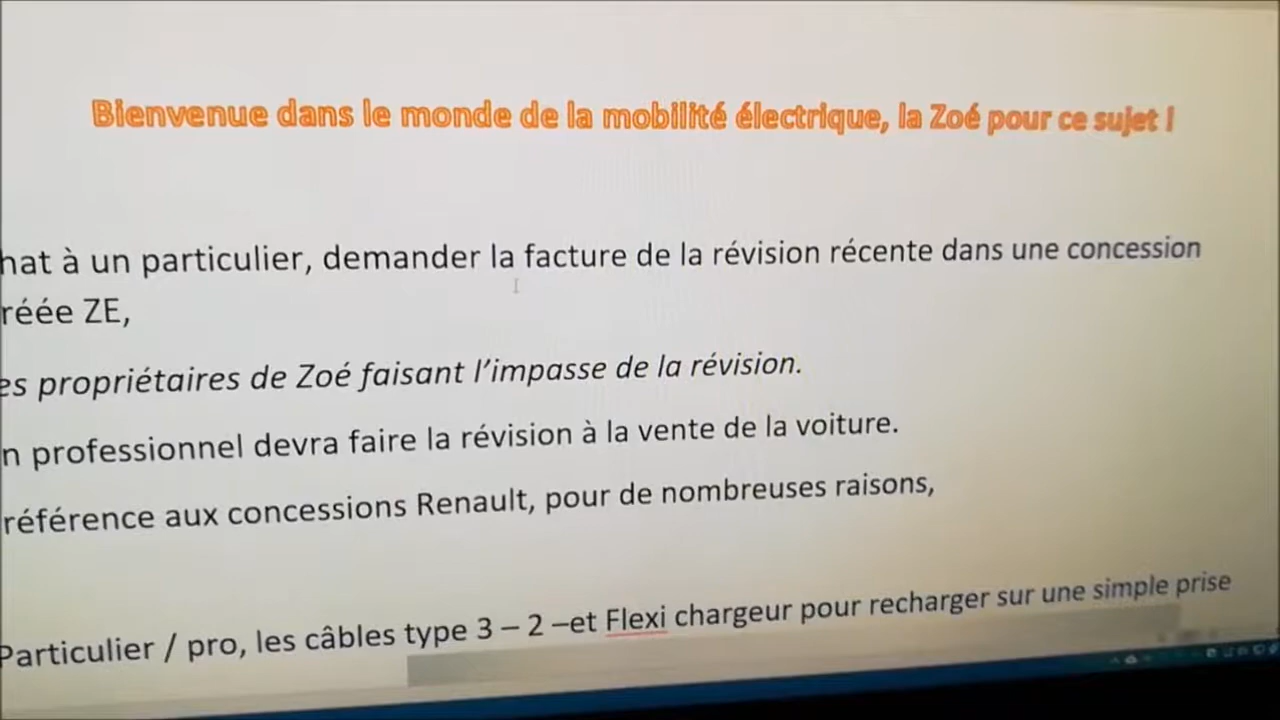 Bienvenue dans le monde de la mobilité électrique, la Zoé pour ce sujet !
hat à un particulier, demander la facture de la révision récente dans une concession
réée ZE,
es propriétaires de Zoé faisant l’impasse de la révision.
n professionnel devra faire la révision à la vente de la voiture.
référence aux concessions Renault, pour de nombreuses raisons,
Particulier / pro, les câbles type 3 – 2 –et Flexi chargeur pour recharger sur une simple prise